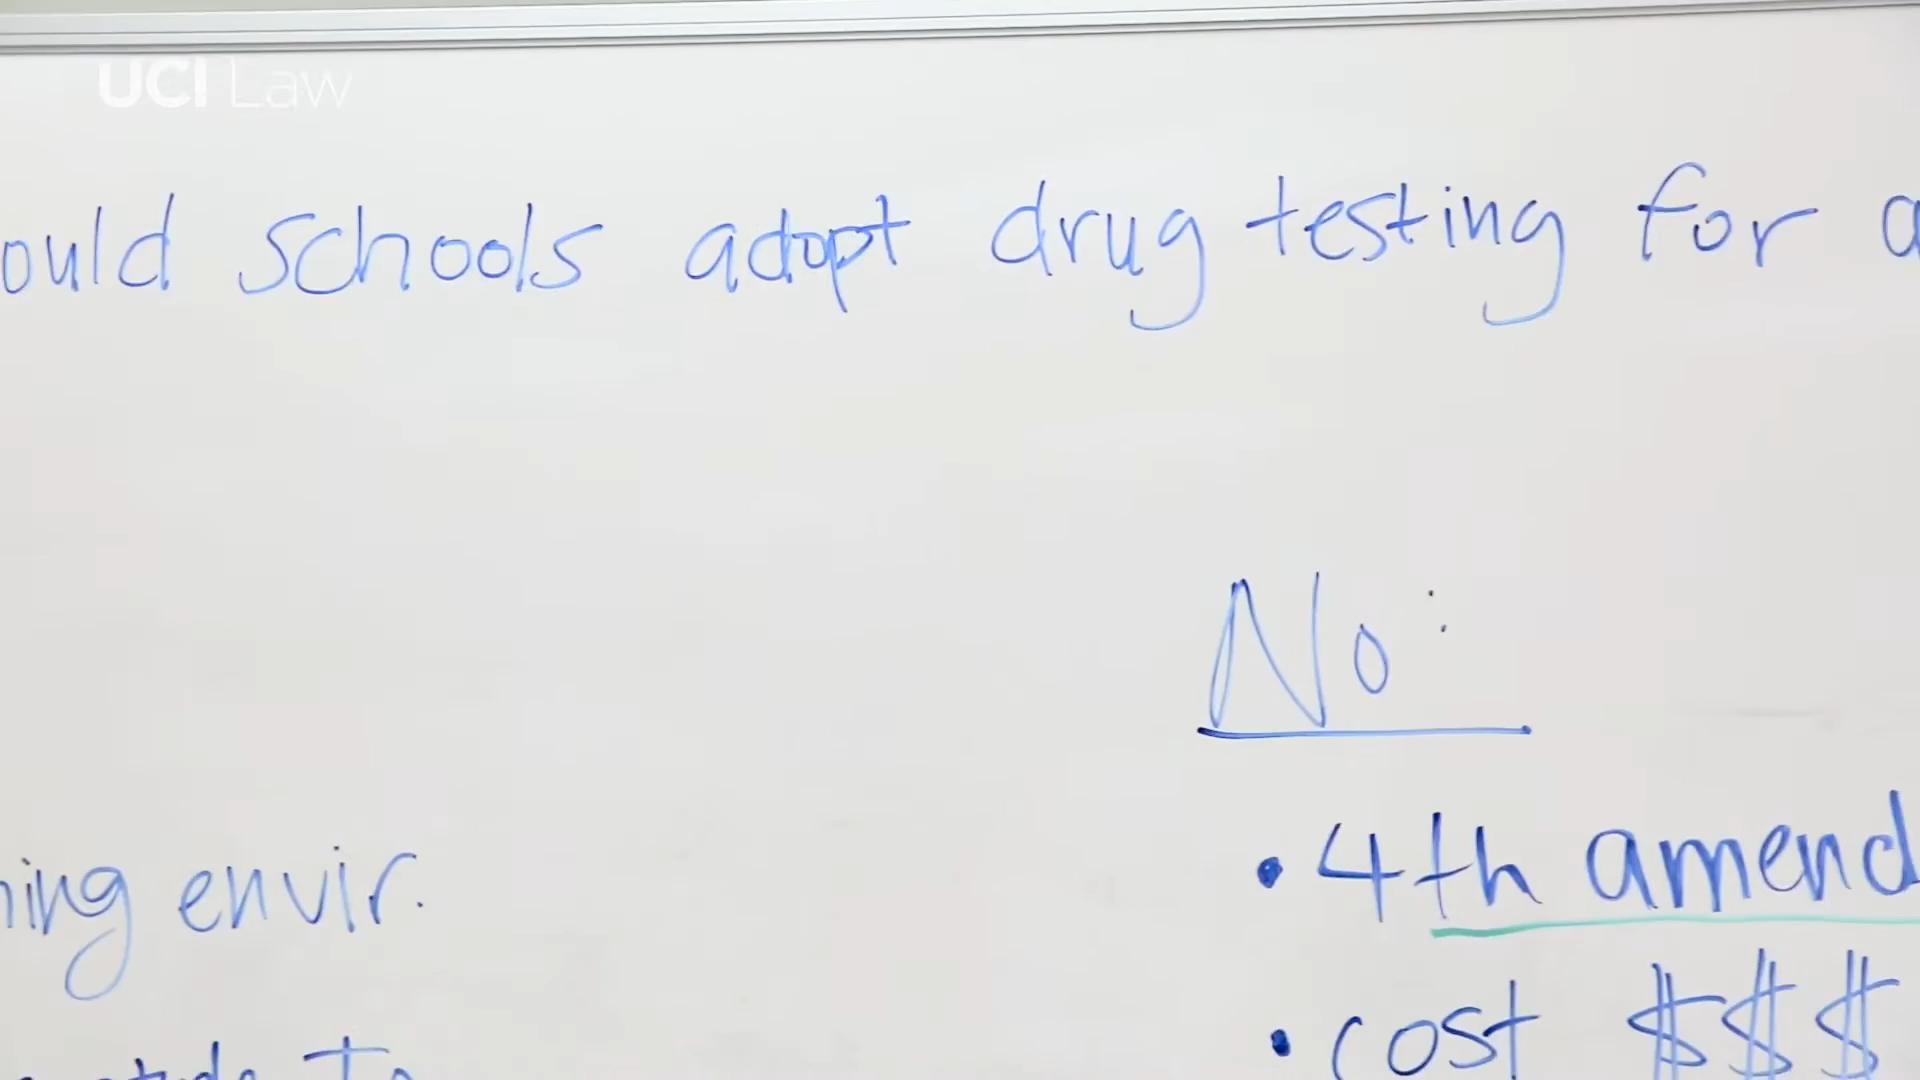 UCI Law
ould schools adopt drug testing for a
No:
ning envir.
• 4th amend
• cost $$$